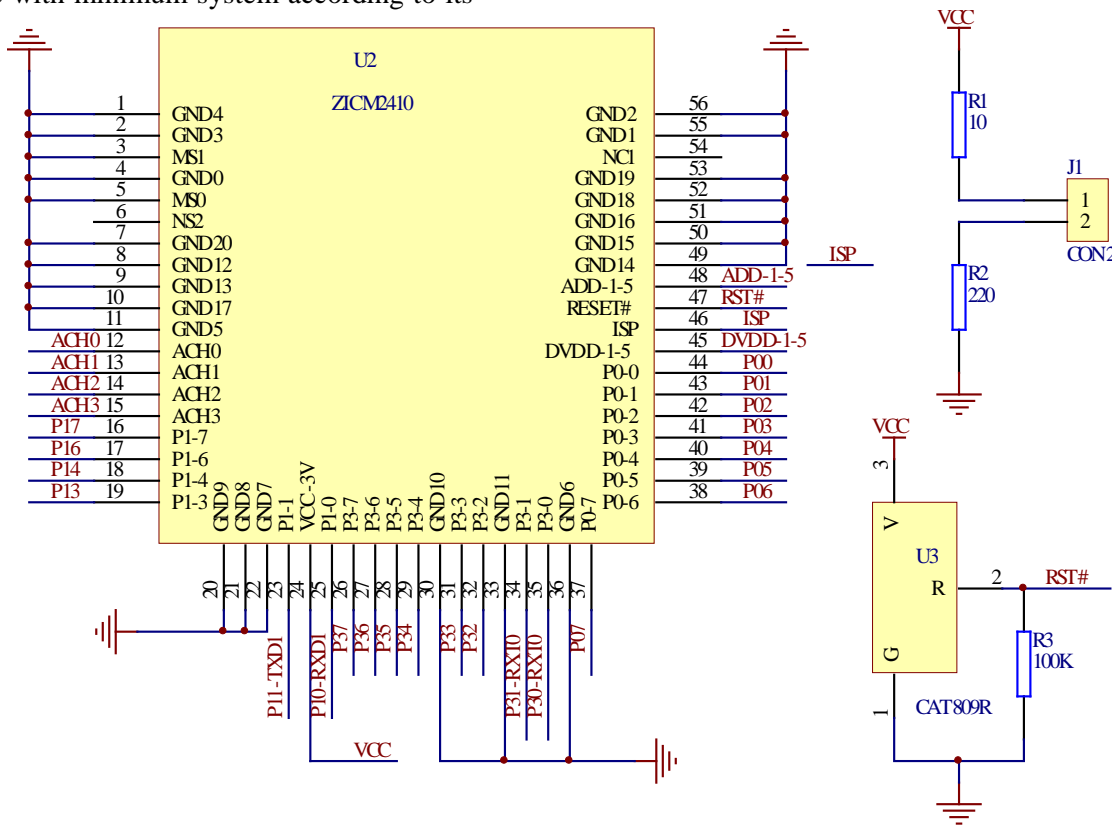 with minimum system according to its
U2
ZICM2410
1 GND4
2 GND3
3 MS1
4 GND0
5 MS0
6 NS2
7 GND20
8 GND12
9 GND13
10 GND17
11 GND5
ACH0 12 ACH0
ACH1 13 ACH1
ACH2 14 ACH2
ACH3 15 ACH3
P17 16 P1-7
P16 17 P1-6
P14 18 P1-4
P13 19 P1-3
GND2 56
GND1 55
NC1 54
GND19 53
GND18 52
GND16 51
GND15 50
GND14 49
ADD-1-5 48 ADD-1-5
RESET# 47 RST#
ISP 46 ISP
DVDD-1-5 45 DVDD-1-5
P0-0 44 P00
P0-1 43 P01
P0-2 42 P02
P0-3 41 P03
P0-4 40 P04
P0-5 39 P05
P0-6 38 P06
GND9 20
GND8 21
GND7 22
P1-1 23 P11-TXD1
VCC-3V 24 VCC
P1-0 25 P10-RXD1
P3-7 26 P37
P3-6 27 P36
P3-5 28 P35
P3-4 29 P34
GND10 30
P3-3 31 P33
P3-2 32 P32
GND11 33
P3-1 34 P31-RXT0
P3-0 35 P30-RXT0
GND6 36
P0-7 37 P07
ISP
VCC
R1
10
J1
1
2
CON2
R2
220
VCC
3
V
U3
R 2 RST#
G
1
CAT809R
R3
100K